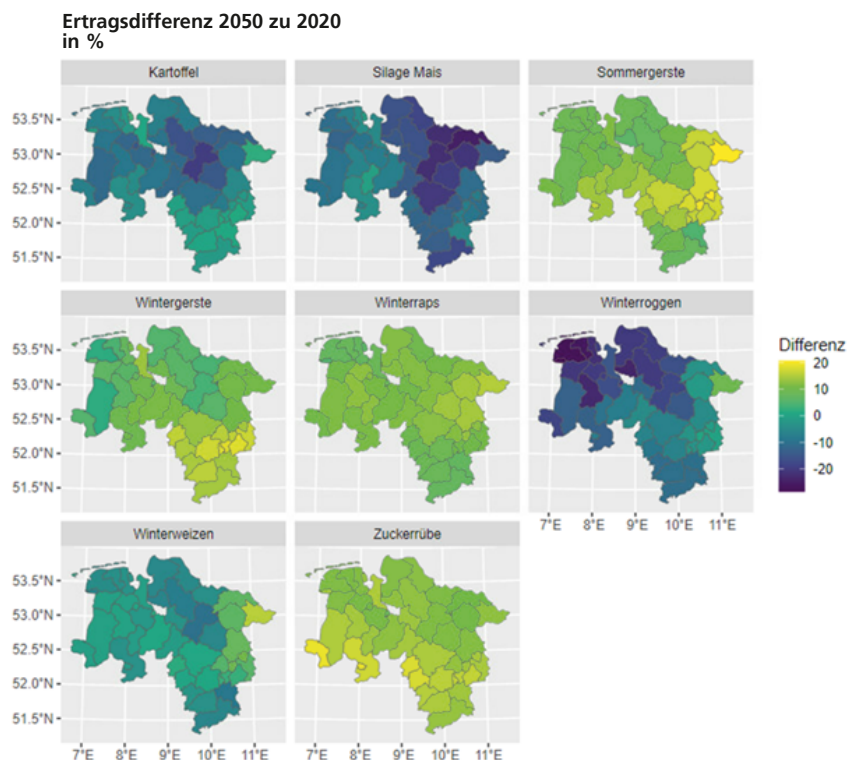 Ertragsdifferenz 2050 zu 2020
in %
Kartoffel
Silage Mais
Sommergerste
53.5°N
53.0°N
52.5°N
52.0°N
51.5°N
Wintergerste
Winterraps
Winterroggen
53.5°N
53.0°N
52.5°N
52.0°N
51.5°N
Differenz
20
10
0
-10
-20
7°E 8°E 9°E 10°E 11°E
Winterweizen
Zuckerrübe
53.5°N
53.0°N
52.5°N
52.0°N
51.5°N
7°E 8°E 9°E 10°E 11°E 7°E 8°E 9°E 10°E 11°E